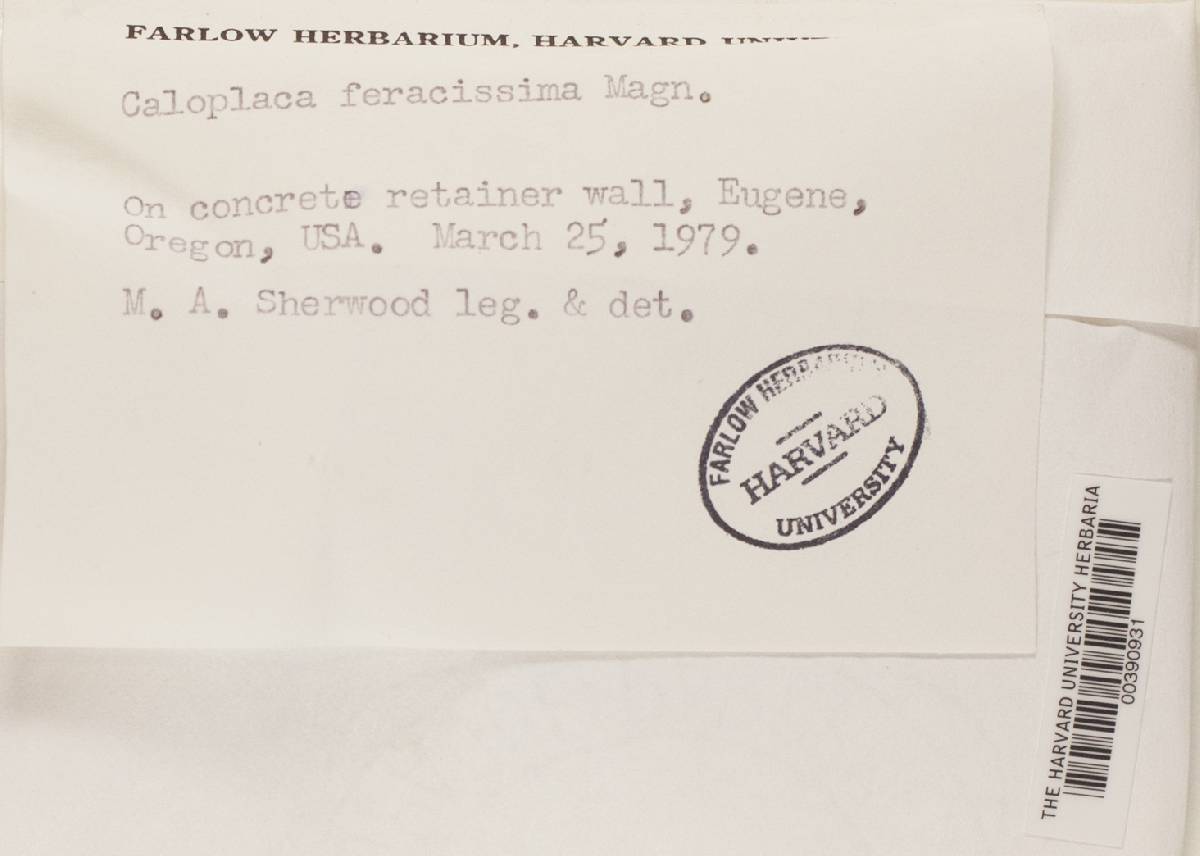 FARLOW HERBARIUM, HARVARD
Caloplaca feracissima Magn.
On concrete retainer wall, Eugene,
Oregon, USA. March 25, 1979.
M. A. Sherwood leg. & det.
FARLOW
HARVARD
UNIVERSITY
THE HARVARD UNIVERSITY HERBARIA
00390931